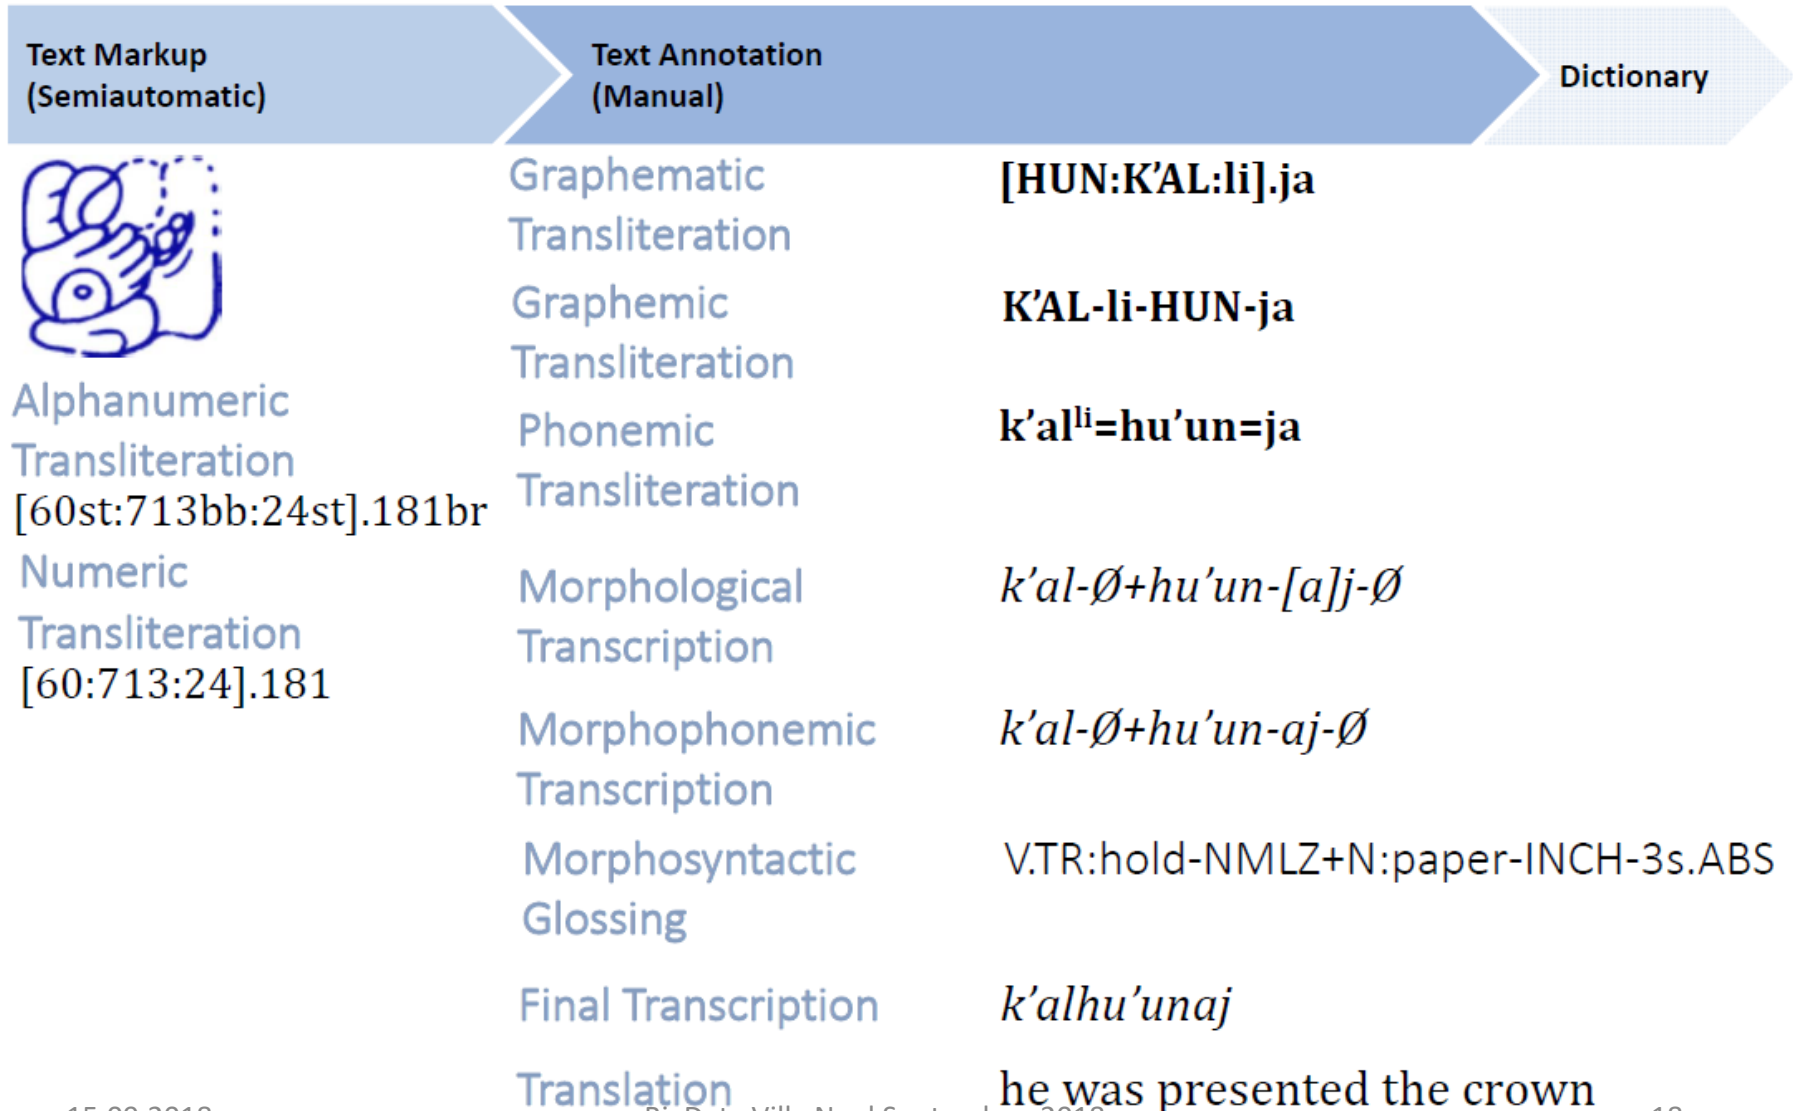 Text Markup
(Semiautomatic)
Text Annotation
(Manual)
Dictionary
Alphanumeric
Transliteration
[60st:713bb:24st].181br
Numeric
Transliteration
[60:713:24].181
Graphematic
Transliteration
[HUN:K’AL:li].ja
Graphemic
Transliteration
K’AL-li-HUN-ja
Phonemic
Transliteration
k’alˡⁱ=hu’un=ja
Morphological
Transcription
k’al-Ø+hu’un-[a]j-Ø
Morphophonemic
Transcription
k’al-Ø+hu’un-aj-Ø
Morphosyntactic
Glossing
V.TR:hold-NMLZ+N:paper-INCH-3s.ABS
Final Transcription
k’alhu’unaj
Translation
he was presented the crown
2018